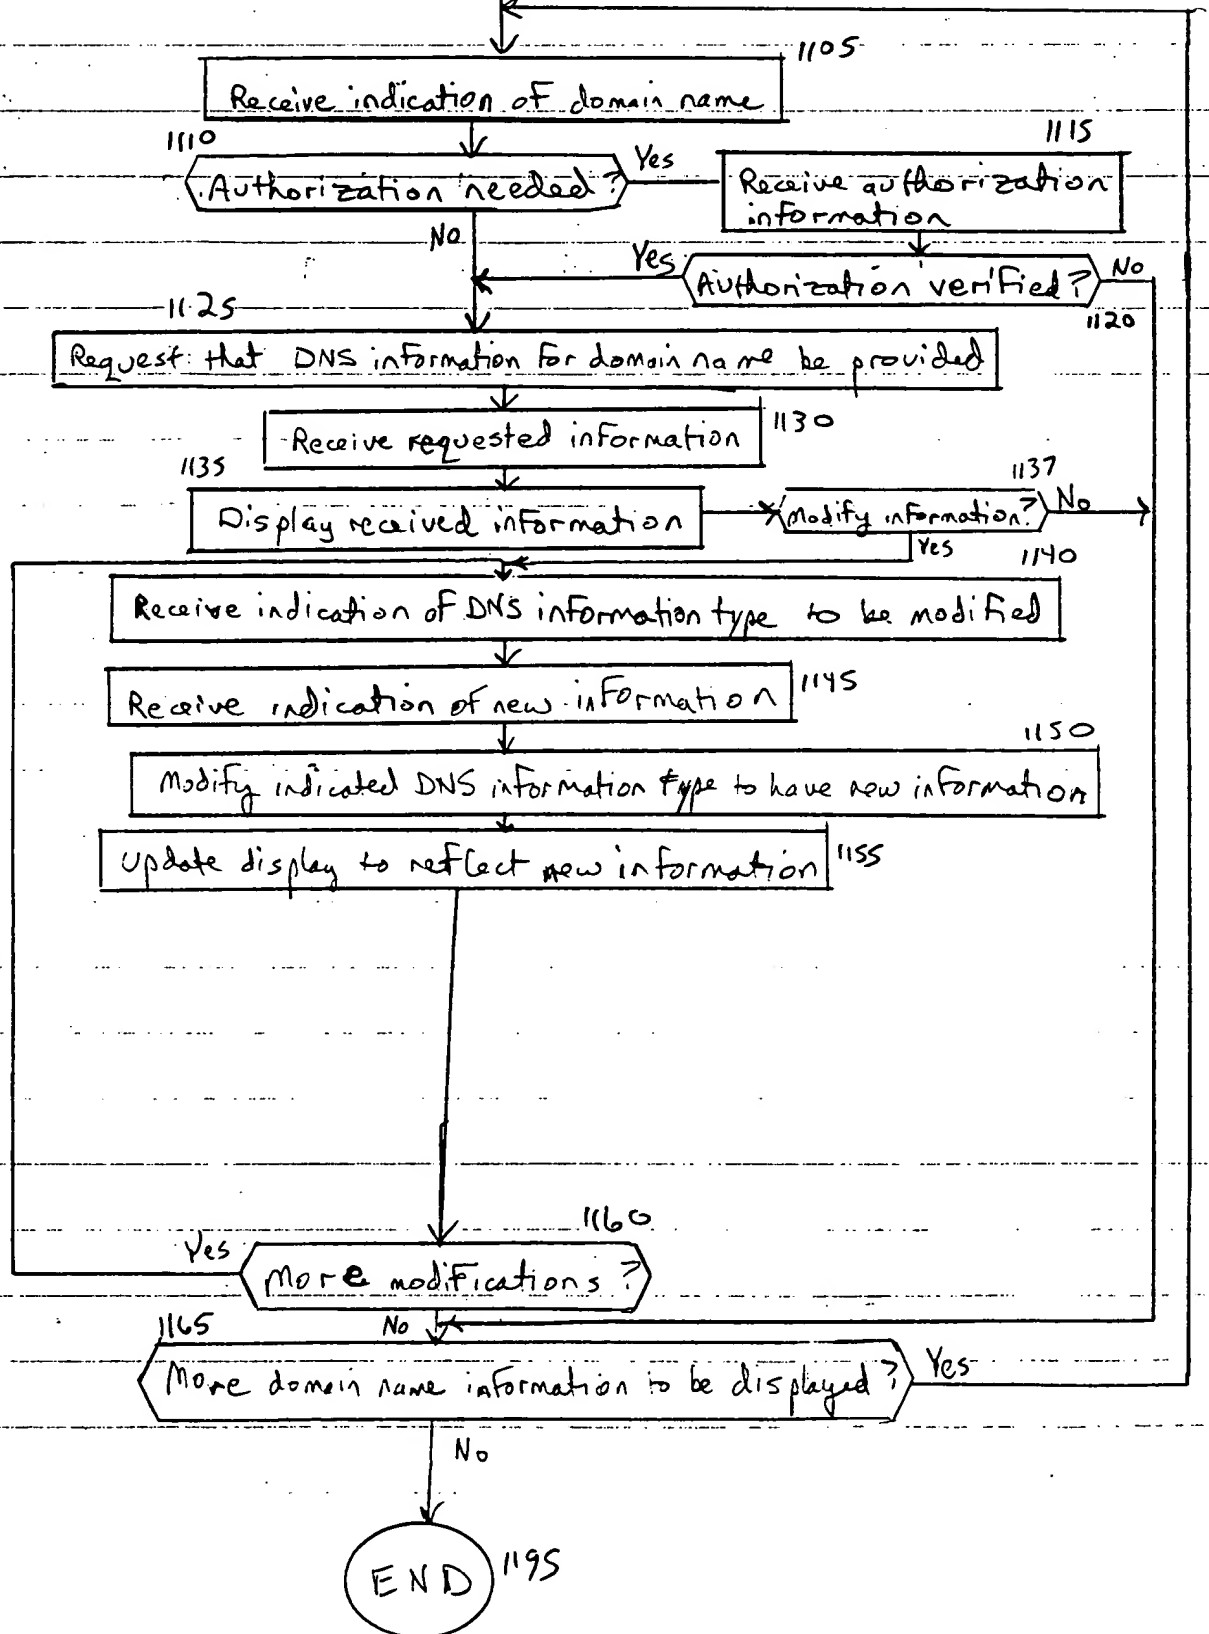 1105
Receive indication of domain name
1110
Authorization needed?
Yes
1115
Receive authorization
information
No
Yes
Authorization verified?
No
1120
1125
Request that DNS information for domain name be provided
Receive requested information
1130
1135
Display received information
1137
Modify information?
No
Yes
1140
Receive indication of DNS information type to be modified
Receive indication of new information
1145
1150
Modify indicated DNS information type to have new information
Update display to reflect new information
1155
1160
Yes
More modifications?
No
1165
More domain name information to be displayed?
Yes
No
END
1195